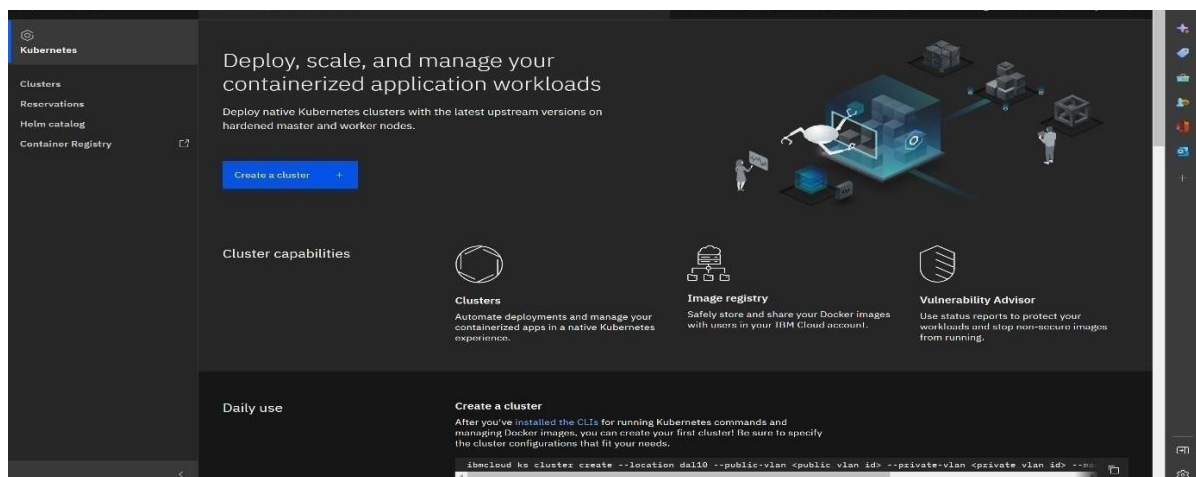 Kubernetes
Clusters
Reservations
Helm catalog
Container Registry
Deploy, scale, and manage your
containerized application workloads
Deploy native Kubernetes clusters with the latest upstream versions on
hardened master and worker nodes.
Create a cluster +
Cluster capabilities
Clusters
Automate deployments and manage your
containerized apps in a native Kubernetes
experience.
Image registry
Safely store and share your Docker images
with users in your IBM Cloud account.
Vulnerability Advisor
Use status reports to protect your
workloads and stop non-secure images
from running.
Daily use
Create a cluster
After you've installed the CLIs for running Kubernetes commands and
managing Docker images, you can create your first cluster! Be sure to specify
the cluster configurations that fit your needs.
ibmcloud ks cluster create --location dal10 --public-vlan <public vlan id> --private-vlan <private vlan id>